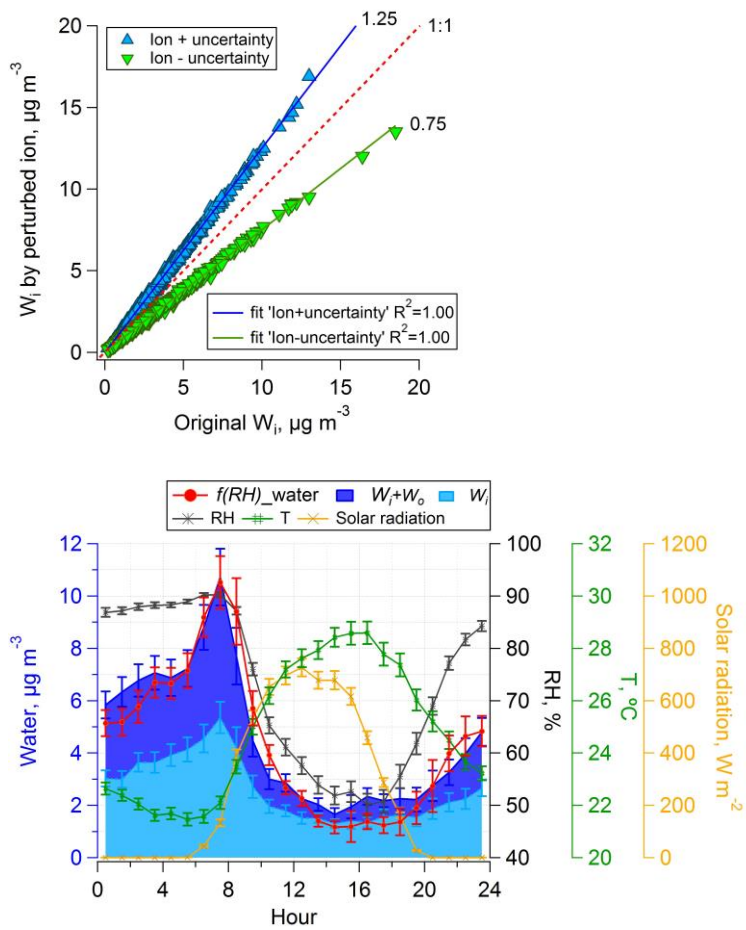 20
15
10
5
0
W_i by perturbed ion, µg m⁻³
Ion + uncertainty
Ion - uncertainty
1.25
1:1
0.75
fit 'Ion+uncertainty' R²=1.00
fit 'Ion-uncertainty' R²=1.00
0 5 10 15 20
Original W_i, µg m⁻³
f(RH)_water W_i+W_o W_i
RH T Solar radiation
12
10
8
6
4
2
0
Water, µg m⁻³
100
90
80
70
60
50
40
RH, %
32
30
28
26
24
22
20
T, ºC
1200
1000
800
600
400
200
0
Solar radiation, W m⁻²
0 4 8 12 16 20 24
Hour